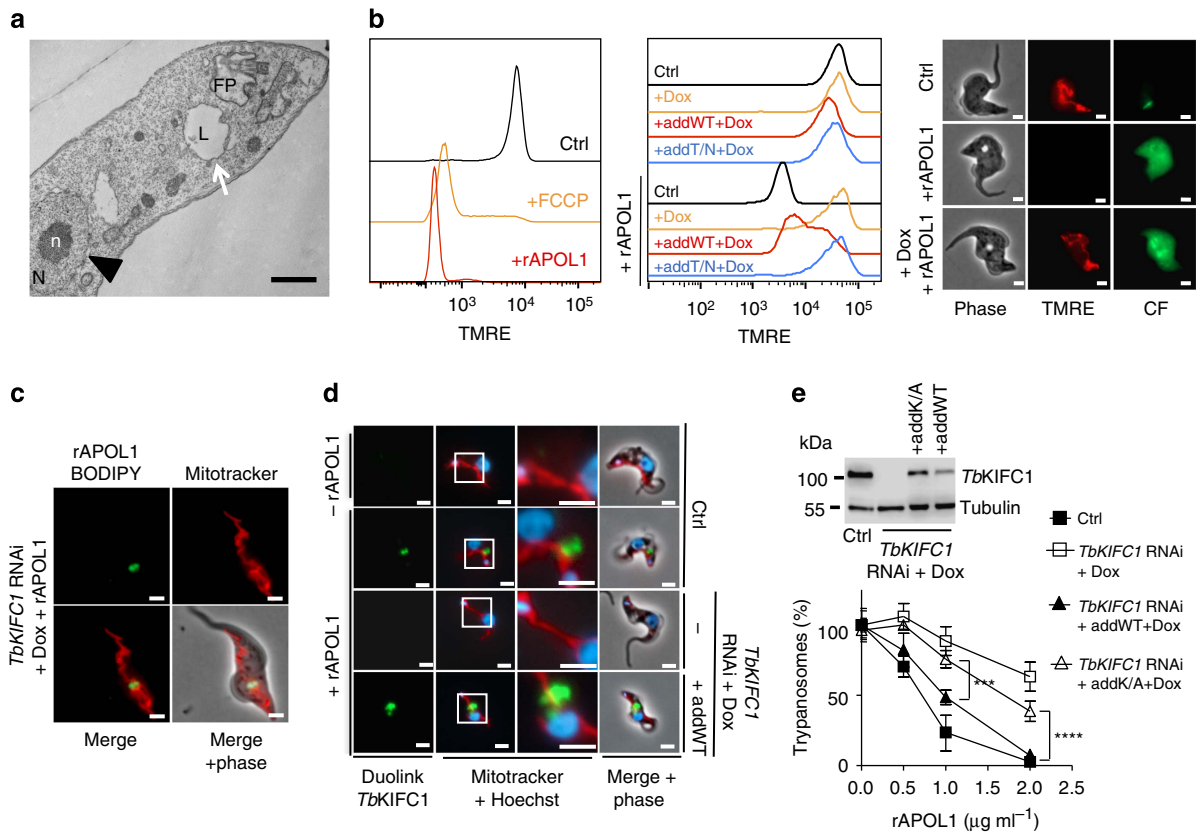 a
FP
L
n
N
b
Ctrl
+FCCP
+rAPOL1
10³ 10⁴ 10⁵
TMRE
Ctrl
+Dox
+addWT+Dox
+addT/N+Dox
+ rAPOL1
Ctrl
+Dox
+addWT+Dox
+addT/N+Dox
10² 10³ 10⁴ 10⁵
TMRE
Ctrl
+rAPOL1
+ Dox
+ rAPOL1
Phase TMRE CF
c
rAPOL1
BODIPY
Mitotracker
TbKIFC1 RNAi
+ Dox + rAPOL1
Merge
Merge
+phase
d
– rAPOL1
+ rAPOL1
Ctrl
–
+ addWT
TbKIFC1
RNAi + Dox
Duolink
TbKIFC1
Mitotracker
+ Hoechst
Merge +
phase
e
+addK/A
+addWT
kDa
100
55
TbKIFC1
Tubulin
Ctrl
TbKIFC1
RNAi + Dox
Ctrl
TbKIFC1 RNAi
+ Dox
TbKIFC1 RNAi
+ addWT+Dox
TbKIFC1 RNAi
+ addK/A+Dox
Trypanosomes (%)
100
50
0
***
****
0.0 0.5 1.0 1.5 2.0 2.5
rAPOL1 (µg ml⁻¹)